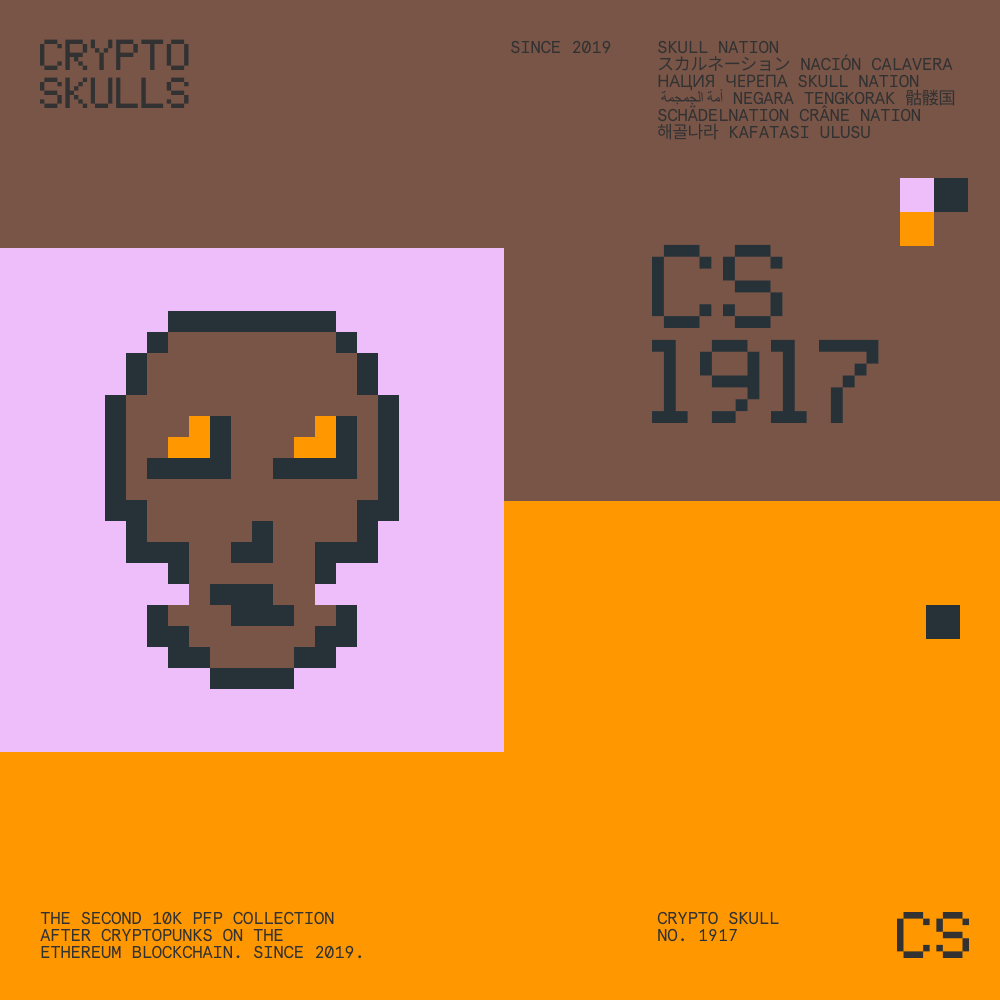 CRYPTO
SKULLS
SINCE 2019
SKULL NATION
スカルネーション NACIÓN CALAVERA
НАЦИЯ ЧЕРЕПА SKULL NATION
أمة الجمجمة NEGARA TENGKORAK 骷髅国
SCHÄDELNATION CRÂNE NATION
해골나라 KAFATASI ULUSU
CS
1917
THE SECOND 10K PFP COLLECTION
AFTER CRYPTOPUNKS ON THE
ETHEREUM BLOCKCHAIN. SINCE 2019.
CRYPTO SKULL
NO. 1917
CS